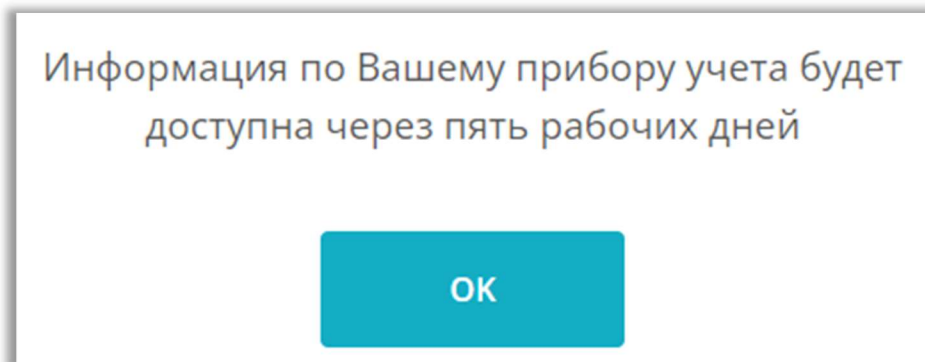 Информация по Вашему прибору учета будет
доступна через пять рабочих дней
OK